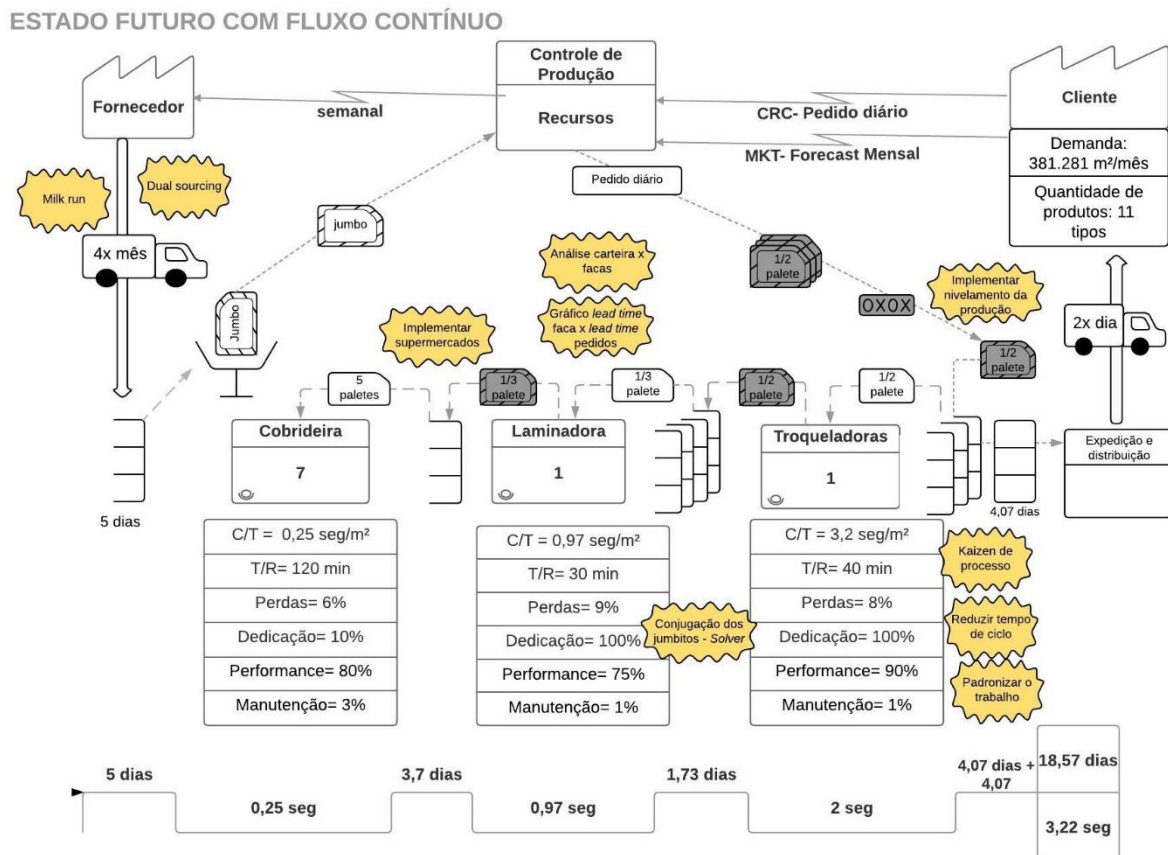 ESTADO FUTURO COM FLUXO CONTÍNUO
Fornecedor
semanal
Controle de
Produção
Recursos
CRC- Pedido diário
MKT- Forecast Mensal
Cliente
Demanda:
381.281 m²/mês
Quantidade de
produtos: 11
tipos
Milk run
Dual sourcing
4x mês
jumbo
Jumbo
Pedido diário
1/2
palete
OXOX
Análise carteira x
facas
Gráfico lead time
faca x lead time
pedidos
Implementar
supermercados
Implementar
nivelamento da
produção
1/2
palete
2x dia
5
paletes
1/3
palete
1/3
palete
1/2
palete
1/2
palete
Cobrideira
7
Laminadora
1
Troqueladoras
1
Expedição e
distribuição
5 dias
4,07 dias
C/T = 0,25 seg/m²
T/R= 120 min
Perdas= 6%
Dedicação= 10%
Performance= 80%
Manutenção= 3%
C/T = 0,97 seg/m²
T/R= 30 min
Perdas= 9%
Dedicação= 100%
Performance= 75%
Manutenção= 1%
Conjugação dos
jumbitos - Solver
C/T = 3,2 seg/m²
T/R= 40 min
Perdas= 8%
Dedicação= 100%
Performance= 90%
Manutenção= 1%
Kaizen de
processo
Reduzir tempo
de ciclo
Padronizar o
trabalho
5 dias
0,25 seg
3,7 dias
0,97 seg
1,73 dias
2 seg
4,07 dias +
4,07
18,57 dias
3,22 seg